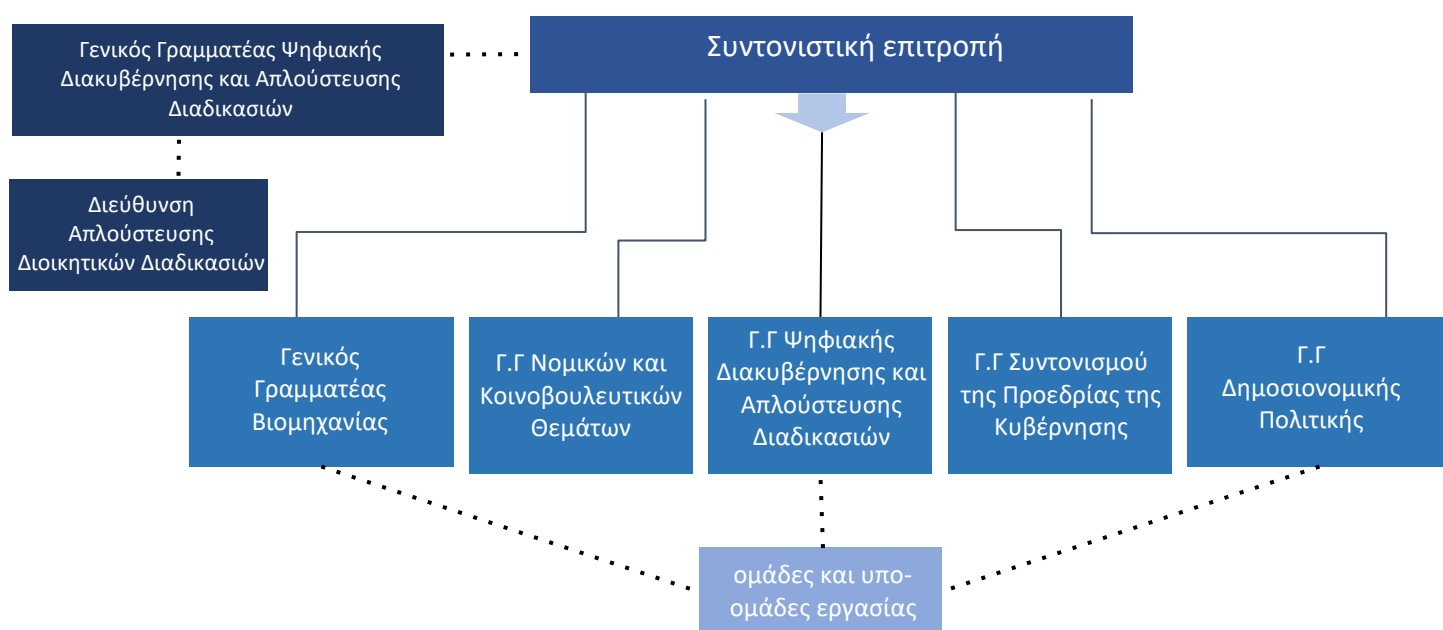 Γενικός Γραμματέας Ψηφιακής
Διακυβέρνησης και Απλούστευσης
Διαδικασιών
Συντονιστική επιτροπή
Διεύθυνση
Απλούστευσης
Διοικητικών Διαδικασιών
Γενικός
Γραμματέας
Βιομηχανίας
Γ.Γ Νομικών και
Κοινοβουλευτικών
Θεμάτων
Γ.Γ Ψηφιακής
Διακυβέρνησης και
Απλούστευσης
Διαδικασιών
Γ.Γ Συντονισμού
της Προεδρίας της
Κυβέρνησης
Γ.Γ
Δημοσιονομικής
Πολιτικής
ομάδες και υπο-
ομάδες εργασίας